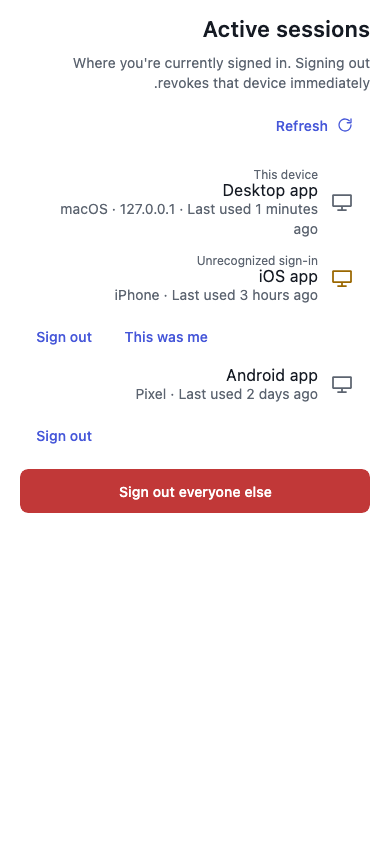 Active sessions
Where you're currently signed in. Signing out
revokes that device immediately.
Refresh
This device
Desktop app
macOS · 127.0.0.1 · Last used 1 minutes
ago
Unrecognized sign-in
iOS app
iPhone · Last used 3 hours ago
Sign out This was me
Android app
Pixel · Last used 2 days ago
Sign out
Sign out everyone else